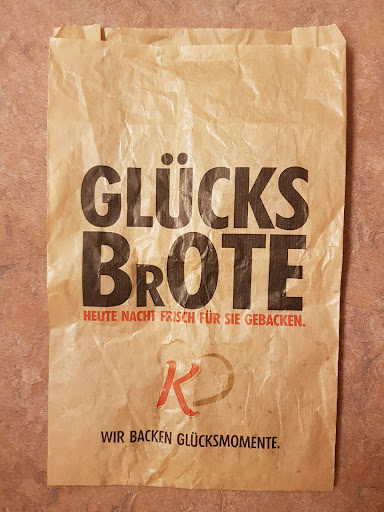 GLÜCKS
BrOTE
HEUTE NACHT FRISCH FÜR SIE GEBACKEN.
K
WIR BACKEN GLÜCKSMOMENTE.